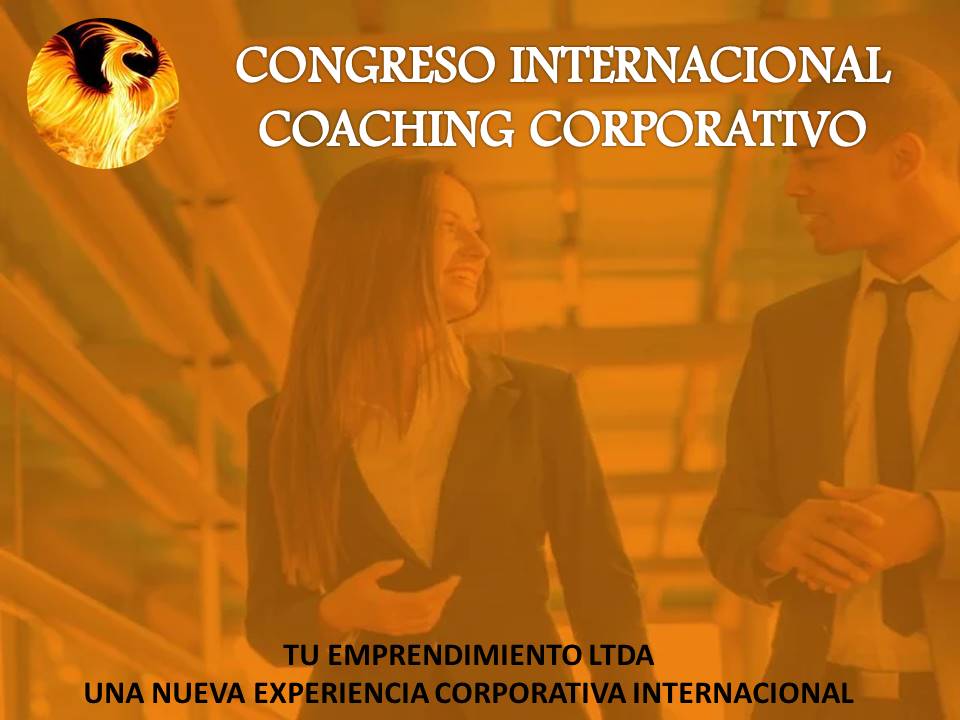 CONGRESO INTERNACIONAL
COACHING CORPORATIVO
TU EMPRENDIMIENTO LTDA
UNA NUEVA EXPERIENCIA CORPORATIVA INTERNACIONAL